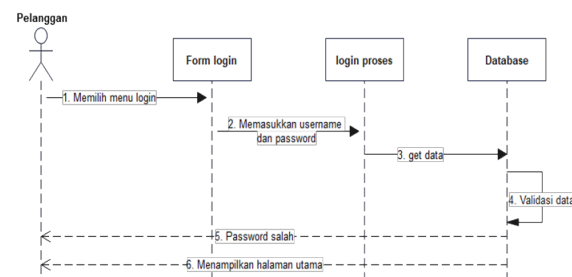 Pelanggan
Form login
login proses
Database
1. Memilih menu login
2. Memasukkan username
dan password
3. get data
4. Validasi data
5. Password salah
6. Menampilkan halaman utama